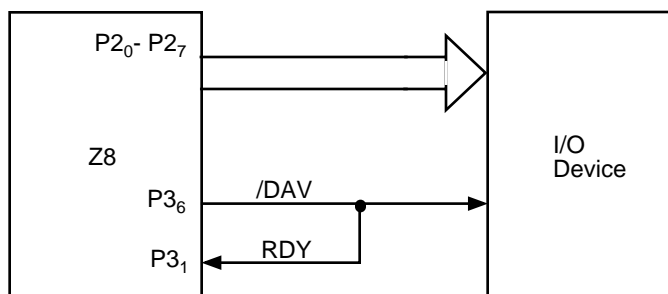 P2₀- P2₇
Z8
I/O
Device
P3₆
/DAV
P3₁
RDY